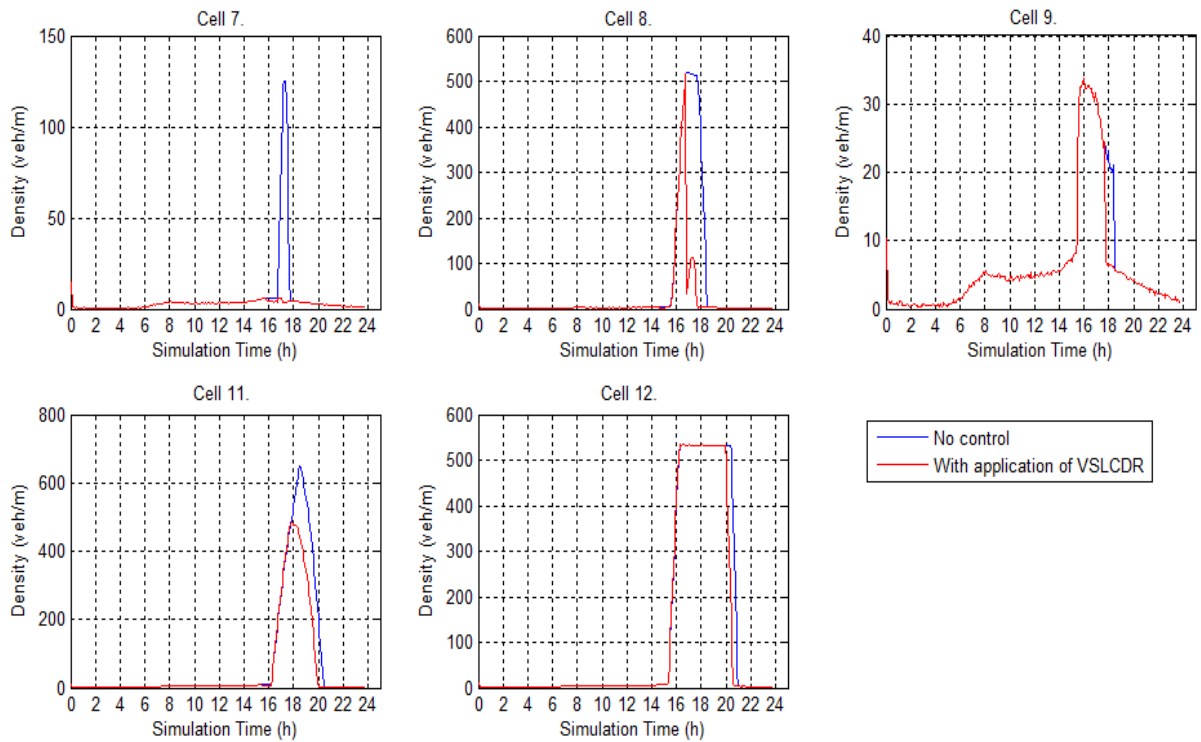 Cell 7.
150
100
50
0
Density (veh/m)
0 2 4 6 8 10 12 14 16 18 20 22 24
Simulation Time (h)
Cell 8.
600
500
400
300
200
100
0
Density (veh/m)
0 2 4 6 8 10 12 14 16 18 20 22 24
Simulation Time (h)
Cell 9.
40
30
20
10
0
Density (veh/m)
0 2 4 6 8 10 12 14 16 18 20 22 24
Simulation Time (h)
Cell 11.
800
600
400
200
0
Density (veh/m)
0 2 4 6 8 10 12 14 16 18 20 22 24
Simulation Time (h)
Cell 12.
600
500
400
300
200
100
0
Density (veh/m)
0 2 4 6 8 10 12 14 16 18 20 22 24
Simulation Time (h)
No control
With application of VSLCDR